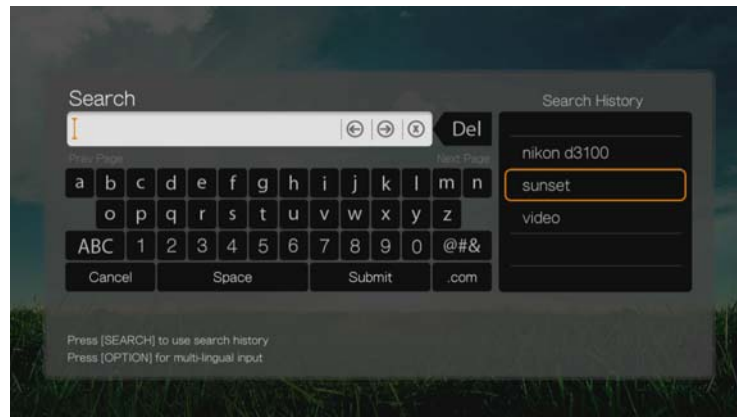 Search
Search History
Del
Prev Page
Next Page
a b c d e f g h i j k l m n
o p q r s t u v w x y z
ABC 1 2 3 4 5 6 7 8 9 0 @#&
Cancel Space Submit .com
nikon d3100
sunset
video
Press [SEARCH] to use search history
Press [OPTION] for multi-lingual input